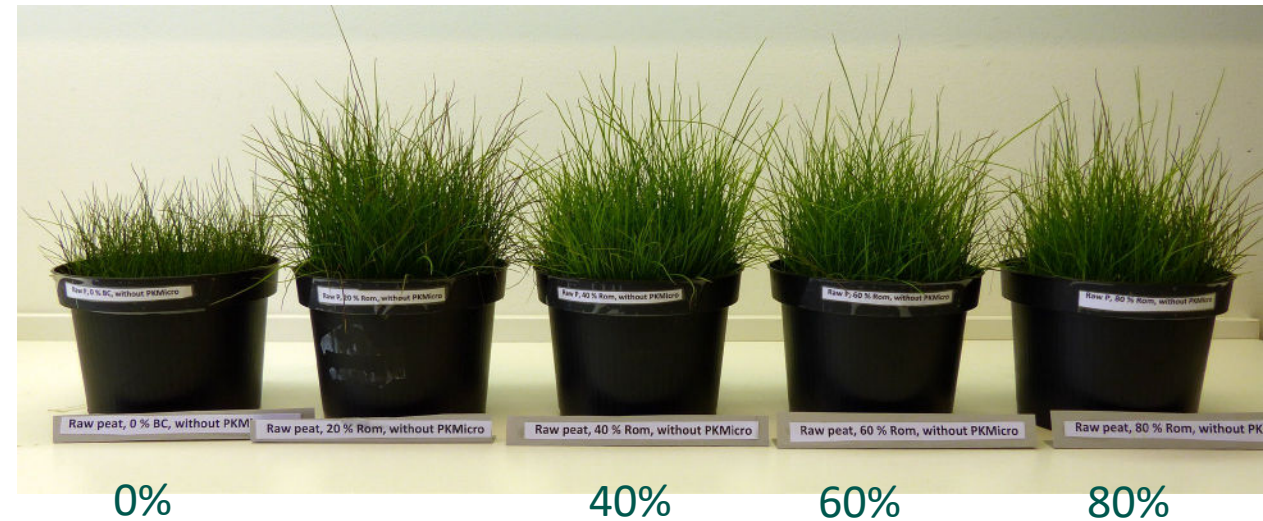 Raw P, 0 % BC, without PKMicro
Raw P, 20 % Rom, without PKMicro
Raw P, 40 % Rom, without PKMicro
Raw P, 60 % Rom, without PKMicro
Raw P, 80 % Rom, without PKMicro
Raw peat, 0 % BC, without PKM
Raw peat, 20 % Rom, without PKMicro
Raw peat, 40 % Rom, without PKMicro
Raw peat, 60 % Rom, without PKMicro
Raw peat, 80 % Rom, without PK
0% 40% 60% 80%